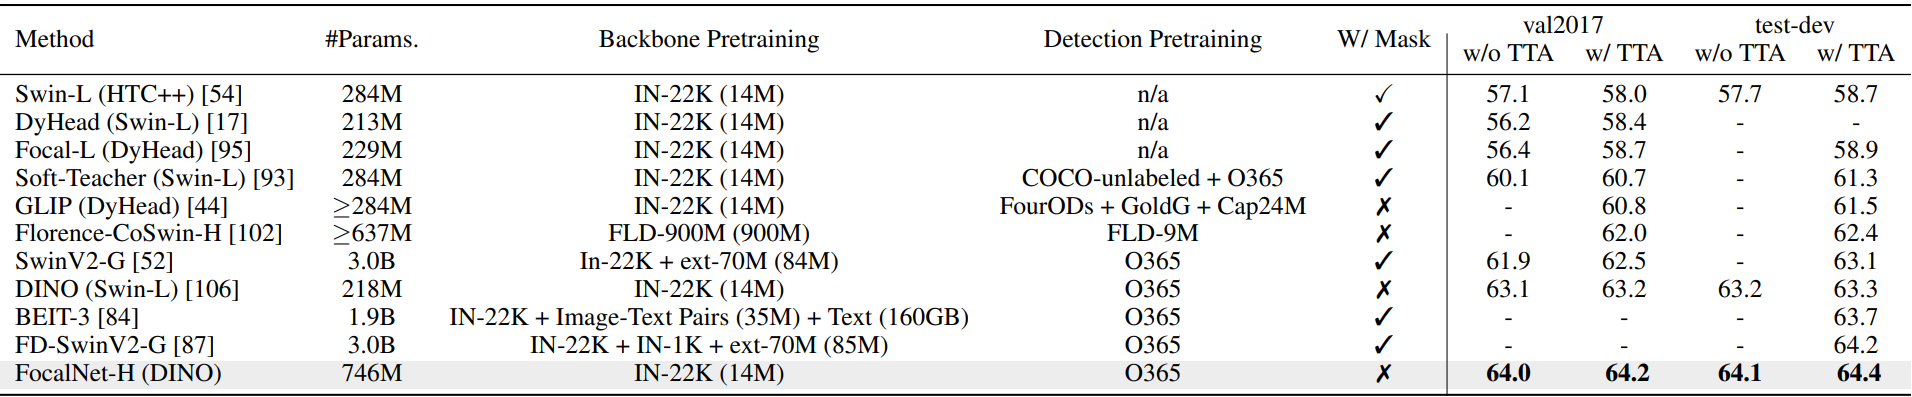 Method #Params. Backbone Pretraining Detection Pretraining W/ Mask val2017 test-dev
w/o TTA w/ TTA w/o TTA w/ TTA
Swin-L (HTC++) [54] 284M IN-22K (14M) n/a ✓ 57.1 58.0 57.7 58.7
DyHead (Swin-L) [17] 213M IN-22K (14M) n/a ✓ 56.2 58.4 - -
Focal-L (DyHead) [95] 229M IN-22K (14M) n/a ✓ 56.4 58.7 - 58.9
Soft-Teacher (Swin-L) [93] 284M IN-22K (14M) COCO-unlabeled + O365 ✓ 60.1 60.7 - 61.3
GLIP (DyHead) [44] ≥284M IN-22K (14M) FourODs + GoldG + Cap24M ✗ - 60.8 - 61.5
Florence-CoSwin-H [102] ≥637M FLD-900M (900M) FLD-9M ✗ - 62.0 - 62.4
SwinV2-G [52] 3.0B In-22K + ext-70M (84M) O365 ✓ 61.9 62.5 - 63.1
DINO (Swin-L) [106] 218M IN-22K (14M) O365 ✗ 63.1 63.2 63.2 63.3
BEIT-3 [84] 1.9B IN-22K + Image-Text Pairs (35M) + Text (160GB) O365 ✓ - - - 63.7
FD-SwinV2-G [87] 3.0B IN-22K + IN-1K + ext-70M (85M) O365 ✓ - - - 64.2
FocalNet-H (DINO) 746M IN-22K (14M) O365 ✗ 64.0 64.2 64.1 64.4